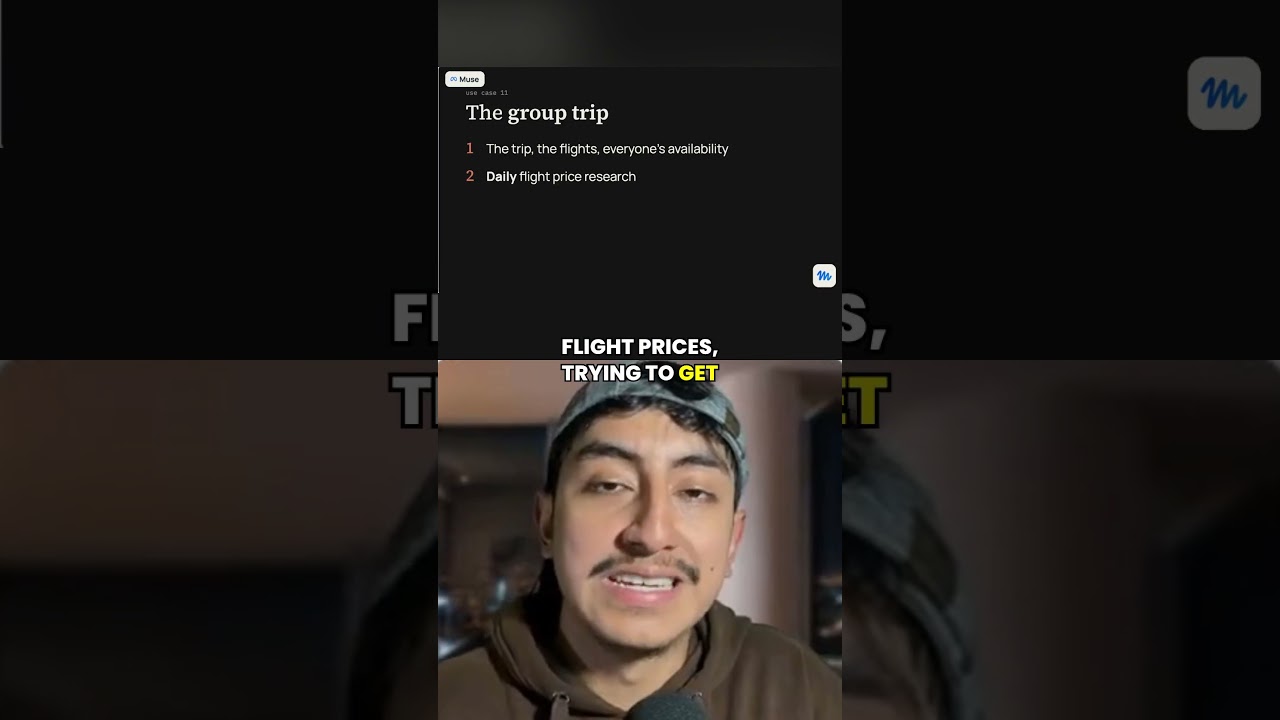 Muse
use case 11
The group trip
1 The trip, the flights, everyone's availability
2 Daily flight price research
FLIGHT PRICES,
TRYING TO GET